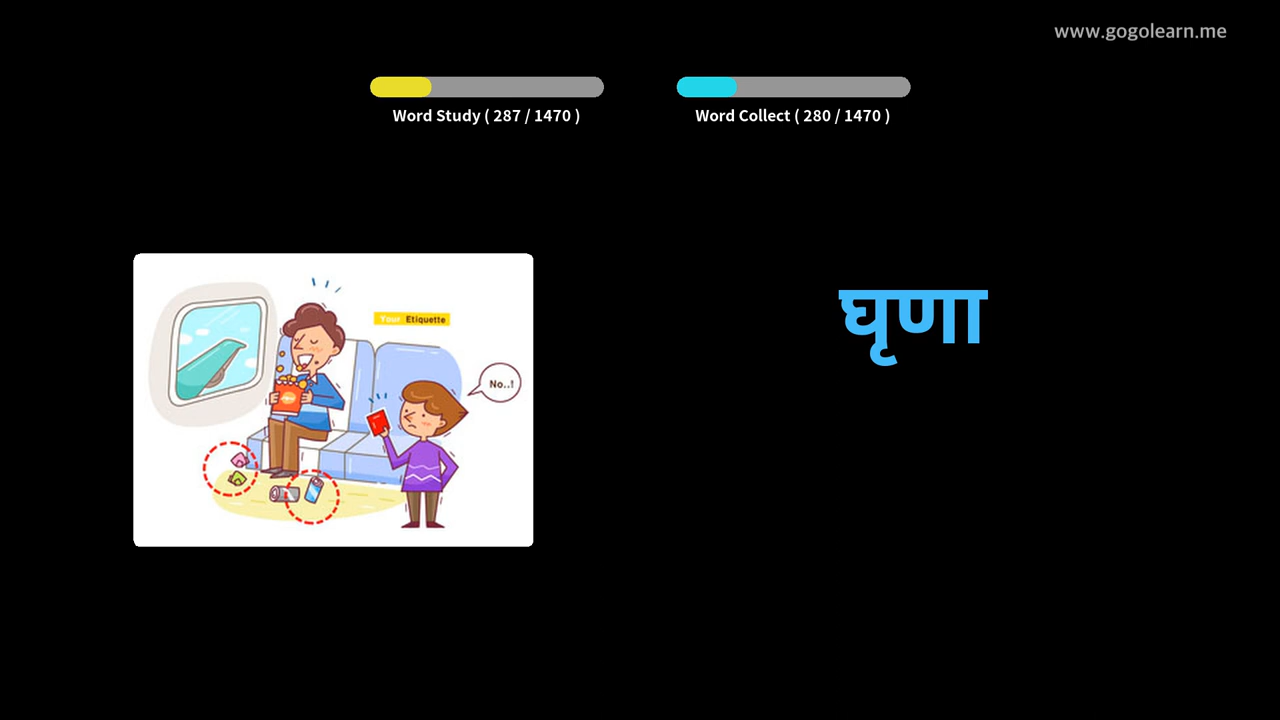 www.gogolearn.me
Word Study ( 287 / 1470 )
Word Collect ( 280 / 1470 )
Your Etiquette
No..!
घृणा